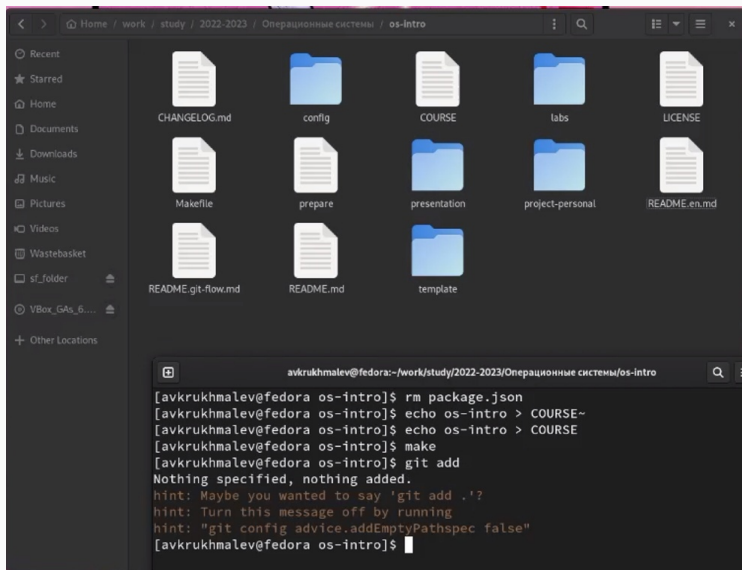 Home / work / study / 2022-2023 / Операционные системы / os-intro
Recent
Starred
Home
Documents
Downloads
Music
Pictures
Videos
Wastebasket
sf_folder
VBox_GAs_6....
Other Locations
CHANGELOG.md config COURSE labs LICENSE
Makefile prepare presentation project-personal README.en.md
README.git-flow.md README.md template
avkrukhmalev@fedora:~/work/study/2022-2023/Операционные системы/os-intro
[avkrukhmalev@fedora os-intro]$ rm package.json
[avkrukhmalev@fedora os-intro]$ echo os-intro > COURSE~
[avkrukhmalev@fedora os-intro]$ echo os-intro > COURSE
[avkrukhmalev@fedora os-intro]$ make
[avkrukhmalev@fedora os-intro]$ git add
Nothing specified, nothing added.
hint: Maybe you wanted to say 'git add .'?
hint: Turn this message off by running
hint: "git config advice.addEmptyPathspec false"
[avkrukhmalev@fedora os-intro]$